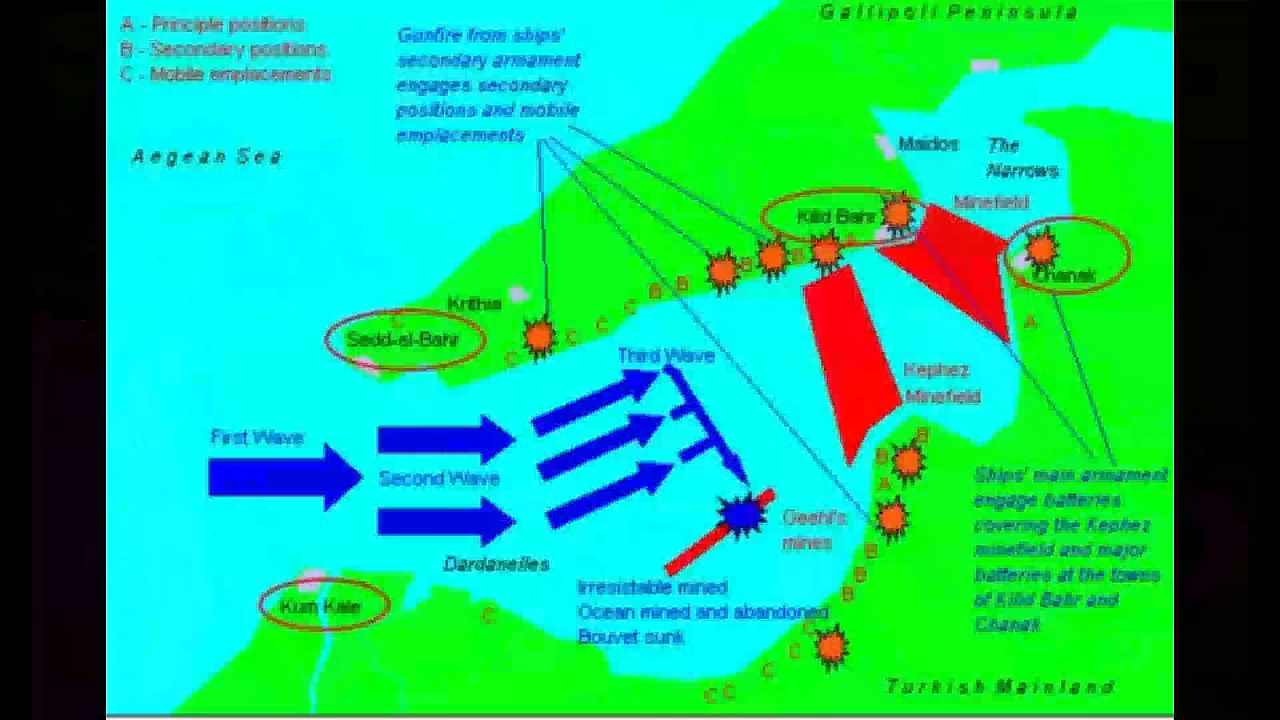 A - Principle positions
B - Secondary positions
C - Mobile emplacements
Gunfire from ships'
secondary armament
engages secondary
positions and mobile
emplacements
Gallipoli Peninsula
Aegean Sea
Maidos
The
Narrows
Minefield
Kilid Bahr
A
Chanak
A
B
B
B
B
C
C
C
C
C
Krithia
Sedd-el-Bahr
Third Wave
Kephez
Minefield
First Wave
Second Wave
B
B
A
Ships' main armament
engage batteries
covering the Kephez
minefield and major
batteries at the towns
of Kilid Bahr and
Chanak
Geehl's
mines
Dardanelles
B
B
B
Irresistable mined
Ocean mined and abandoned
Bouvet sunk
Kum Kale
C
C
C
C
C
C
Turkish Mainland